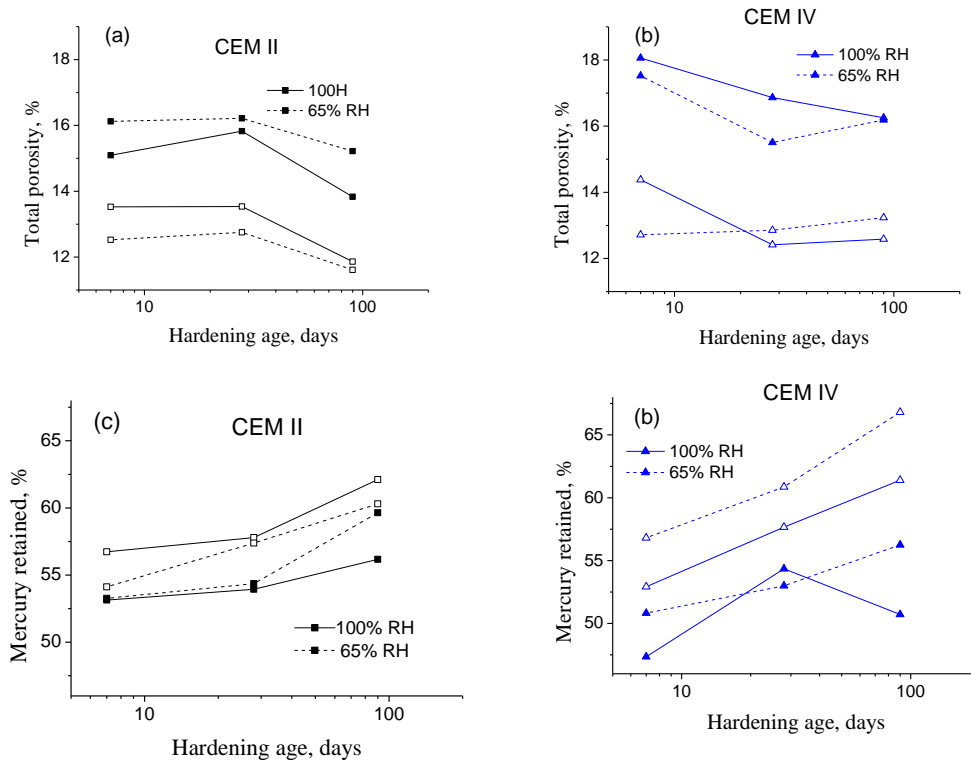 (a)
CEM II
100H
65% RH
Total porosity, %
18
16
14
12
10
100
Hardening age, days
(b)
CEM IV
100% RH
65% RH
Total porosity, %
18
16
14
12
10
100
Hardening age, days
(c)
CEM II
100% RH
65% RH
Mercury retained, %
65
60
55
50
10
100
Hardening age, days
(b)
CEM IV
100% RH
65% RH
Mercury retained, %
65
60
55
50
10
100
Hardening age, days